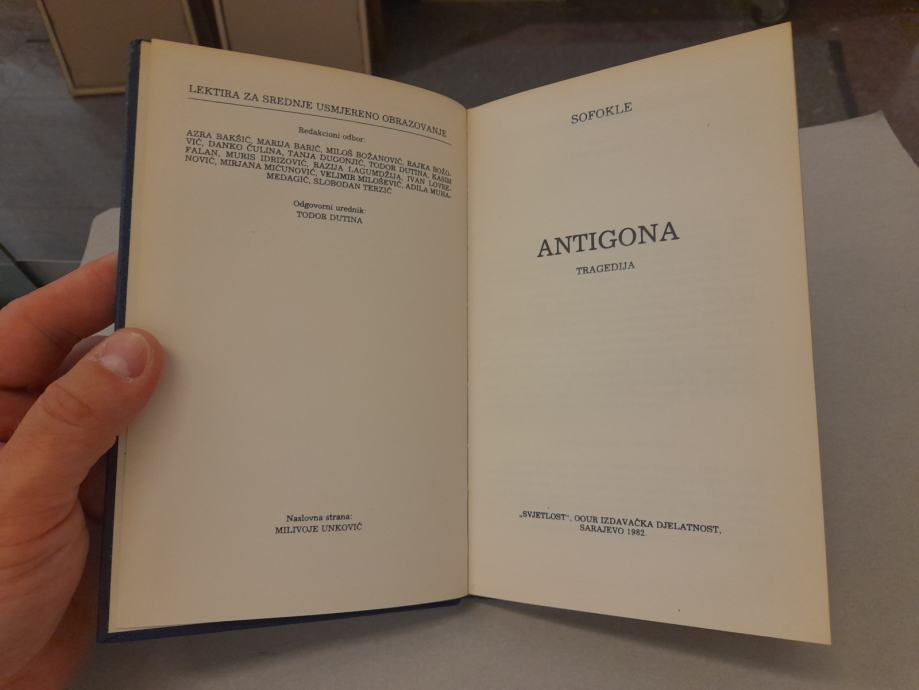 LEKTIRA ZA SREDNJE USMJERENO OBRAZOVANJE
Redakcioni odbor:
AZRA BAKŠIĆ, MARIJA BARIĆ, MILOŠ BOŽANOVIĆ, RAJKA BOŽO-
VIĆ, DANKO ČULINA, TANJA DUGONJIĆ, TODOR DUTINA, KASIM
FALAN, MURIS IDRIZOVIĆ, RAZIJA LAGUMDŽIJA, IVAN LOVRE-
NOVIĆ, MIRJANA MIĆUNOVIĆ, VELIMIR MILOŠEVIĆ, ADILA MUHA-
MEDAGIĆ, SLOBODAN TERZIĆ
Odgovorni urednik:
TODOR DUTINA
Naslovna strana:
MILIVOJE UNKOVIĆ
SOFOKLE
ANTIGONA
TRAGEDIJA
„SVJETLOST", OOUR IZDAVAČKA DJELATNOST,
SARAJEVO 1982.